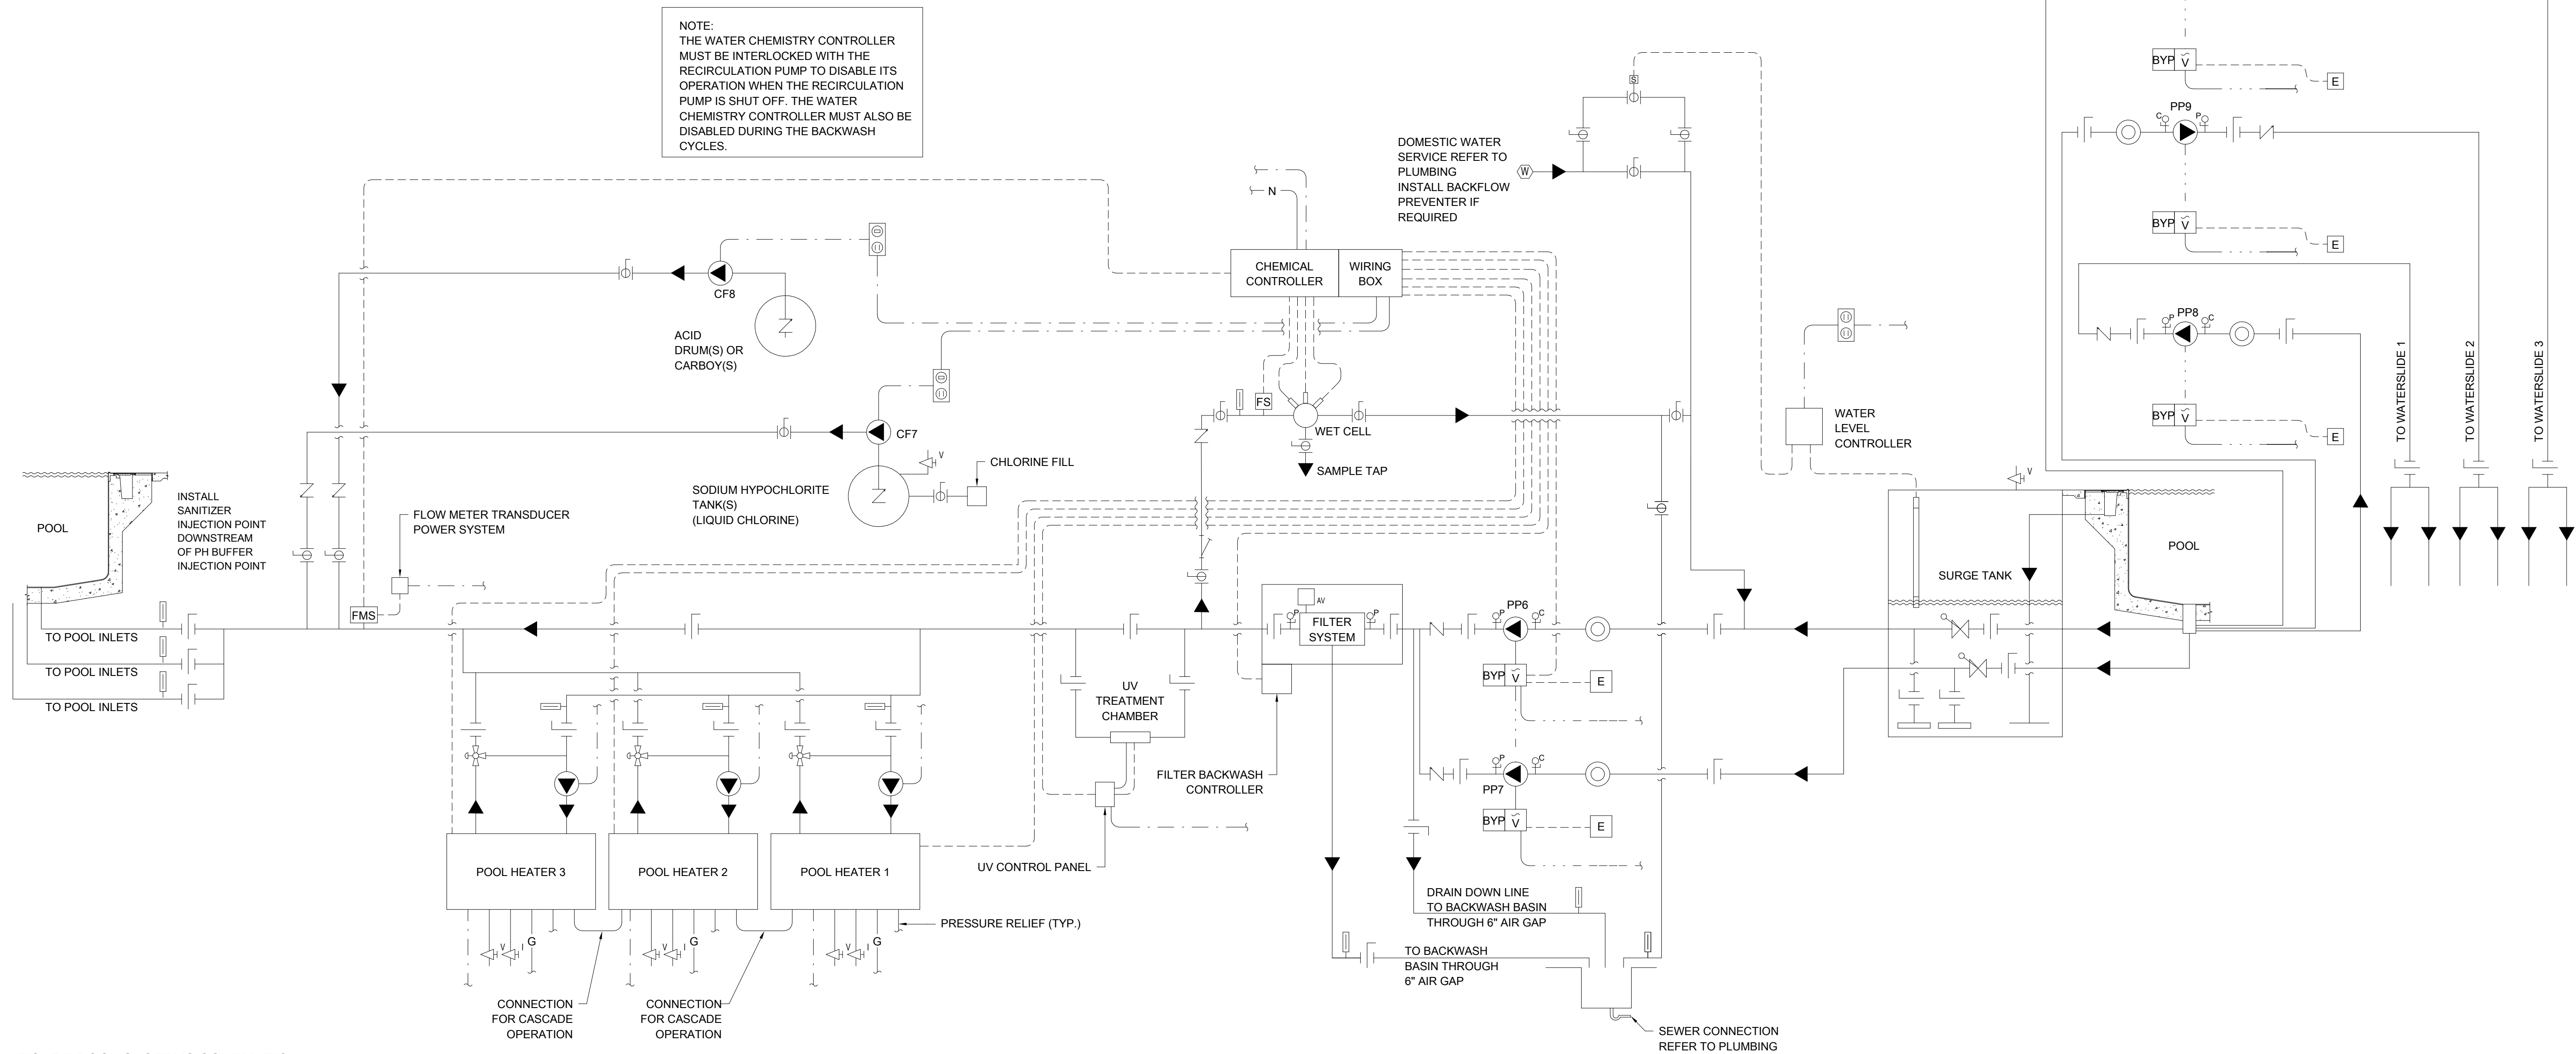 NOTE:
THE WATER CHEMISTRY CONTROLLER
MUST BE INTERLOCKED WITH THE
RECIRCULATION PUMP TO DISABLE ITS
OPERATION WHEN THE RECIRCULATION
PUMP IS SHUT OFF. THE WATER
CHEMISTRY CONTROLLER MUST ALSO BE
DISABLED DURING THE BACKWASH
CYCLES.
S
DOMESTIC WATER
SERVICE REFER TO
PLUMBING
INSTALL BACKFLOW
PREVENTER IF
REQUIRED
W
N
CHEMICAL
CONTROLLER
WIRING
BOX
CF8
ACID
DRUM(S) OR
CARBOY(S)
CF7
V
CHLORINE FILL
SODIUM HYPOCHLORITE
TANK(S)
(LIQUID CHLORINE)
FS
WET CELL
SAMPLE TAP
WATER
LEVEL
CONTROLLER
BYP V
E
PP9
C P
BYP V
E
PP8
P C
BYP V
E
TO WATERSLIDE 1
TO WATERSLIDE 2
TO WATERSLIDE 3
POOL
INSTALL
SANITIZER
INJECTION POINT
DOWNSTREAM
OF PH BUFFER
INJECTION POINT
FLOW METER TRANSDUCER
POWER SYSTEM
FMS
TO POOL INLETS
TO POOL INLETS
TO POOL INLETS
UV
TREATMENT
CHAMBER
AV
P
FILTER
SYSTEM
P
PP6
P C
BYP V
E
V
SURGE TANK
POOL
FILTER BACKWASH
CONTROLLER
PP7
P C
BYP V
E
UV CONTROL PANEL
POOL HEATER 3
POOL HEATER 2
POOL HEATER 1
PRESSURE RELIEF (TYP.)
V I G
V I G
V I G
CONNECTION
FOR CASCADE
OPERATION
CONNECTION
FOR CASCADE
OPERATION
DRAIN DOWN LINE
TO BACKWASH BASIN
THROUGH 6" AIR GAP
TO BACKWASH
BASIN THROUGH
6" AIR GAP
SEWER CONNECTION
REFER TO PLUMBING